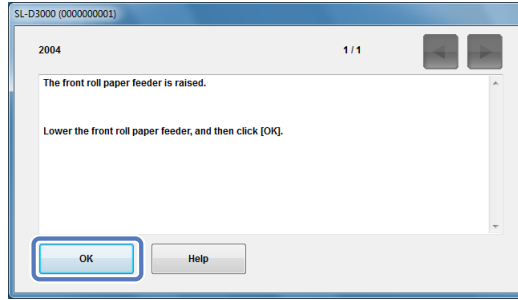 SL-D3000 (0000000001)
2004 1 / 1
The front roll paper feeder is raised.
Lower the front roll paper feeder, and then click [OK].
OK Help